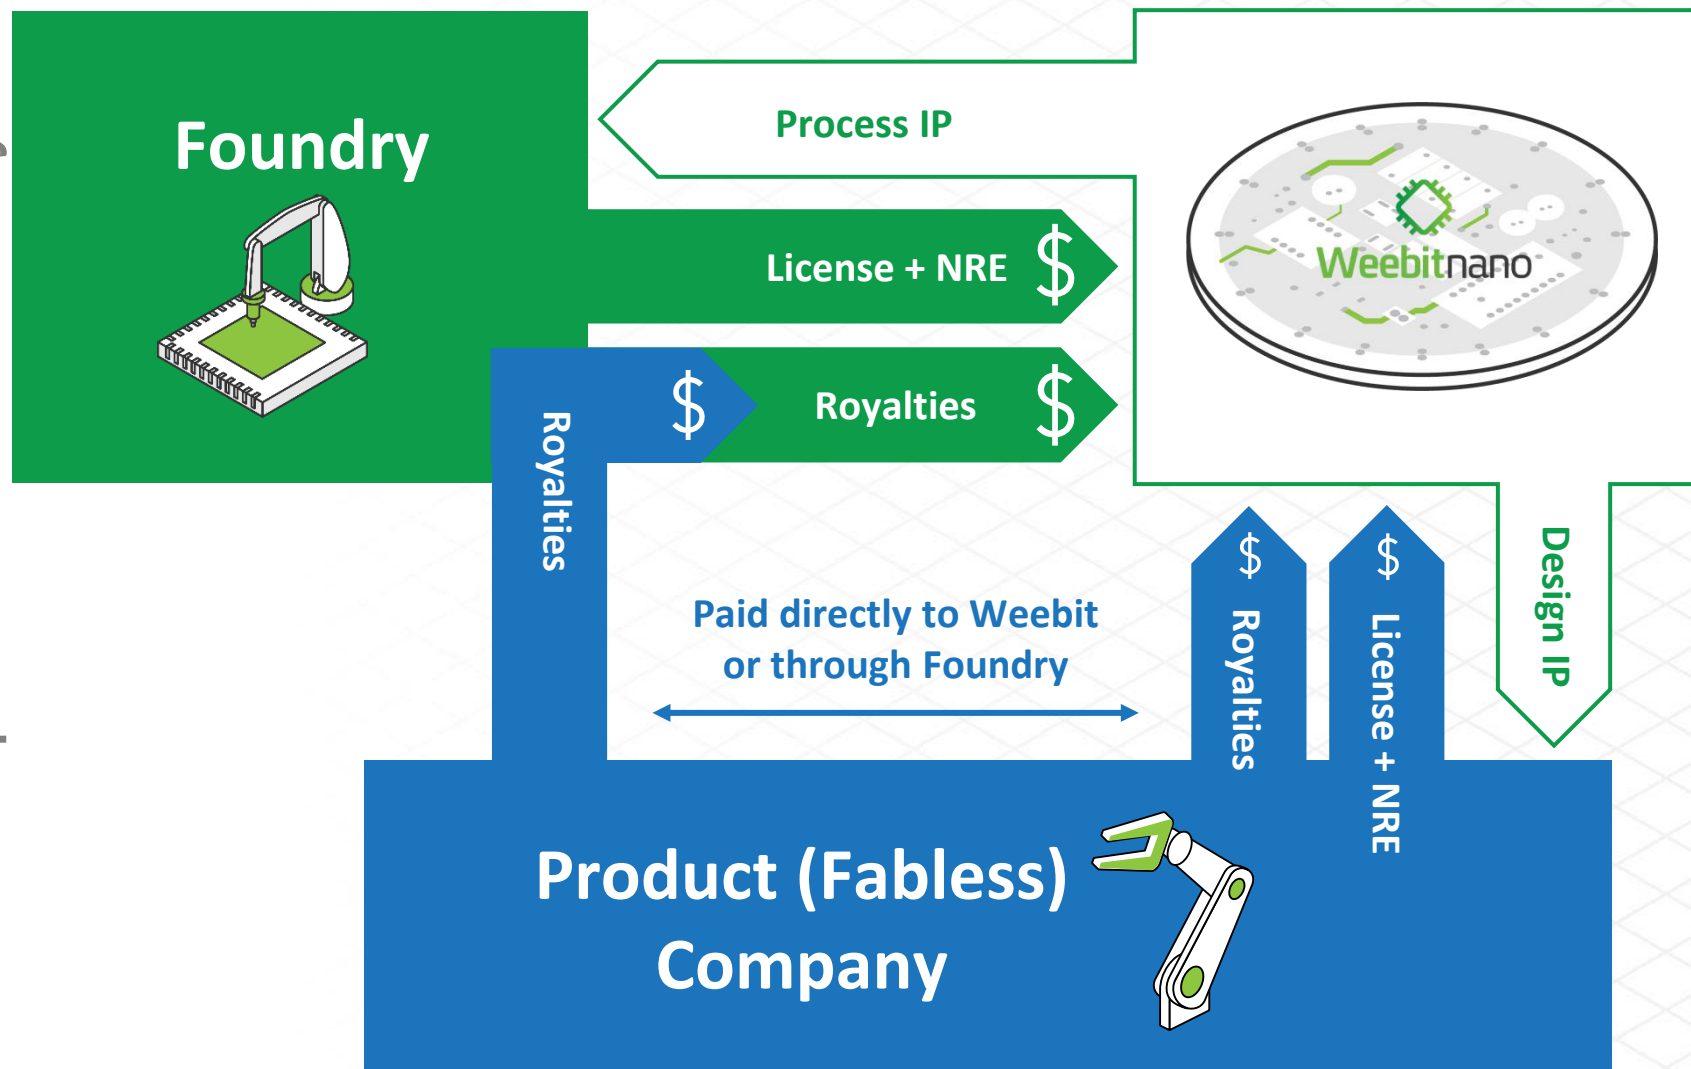 Foundry
Process IP
License + NRE $
$ Royalties $
Weebitnano
Royalties
Paid directly to Weebit
or through Foundry
$ Royalties
$ License + NRE
Design IP
Product (Fabless)
Company